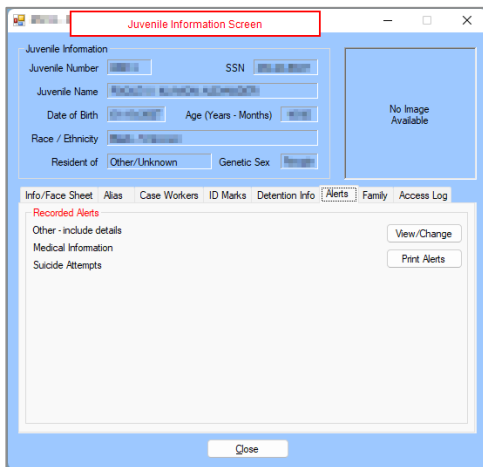 Juvenile Information Screen
Juvenile Information
Juvenile Number SSN
Juvenile Name
Date of Birth Age (Years - Months)
No Image
Available
Race / Ethnicity
Resident of Other/Unknown Genetic Sex
Info/Face Sheet Alias Case Workers ID Marks Detention Info Alerts Family Access Log
Recorded Alerts
Other - include details
View/Change
Medical Information
Print Alerts
Suicide Attempts
Close